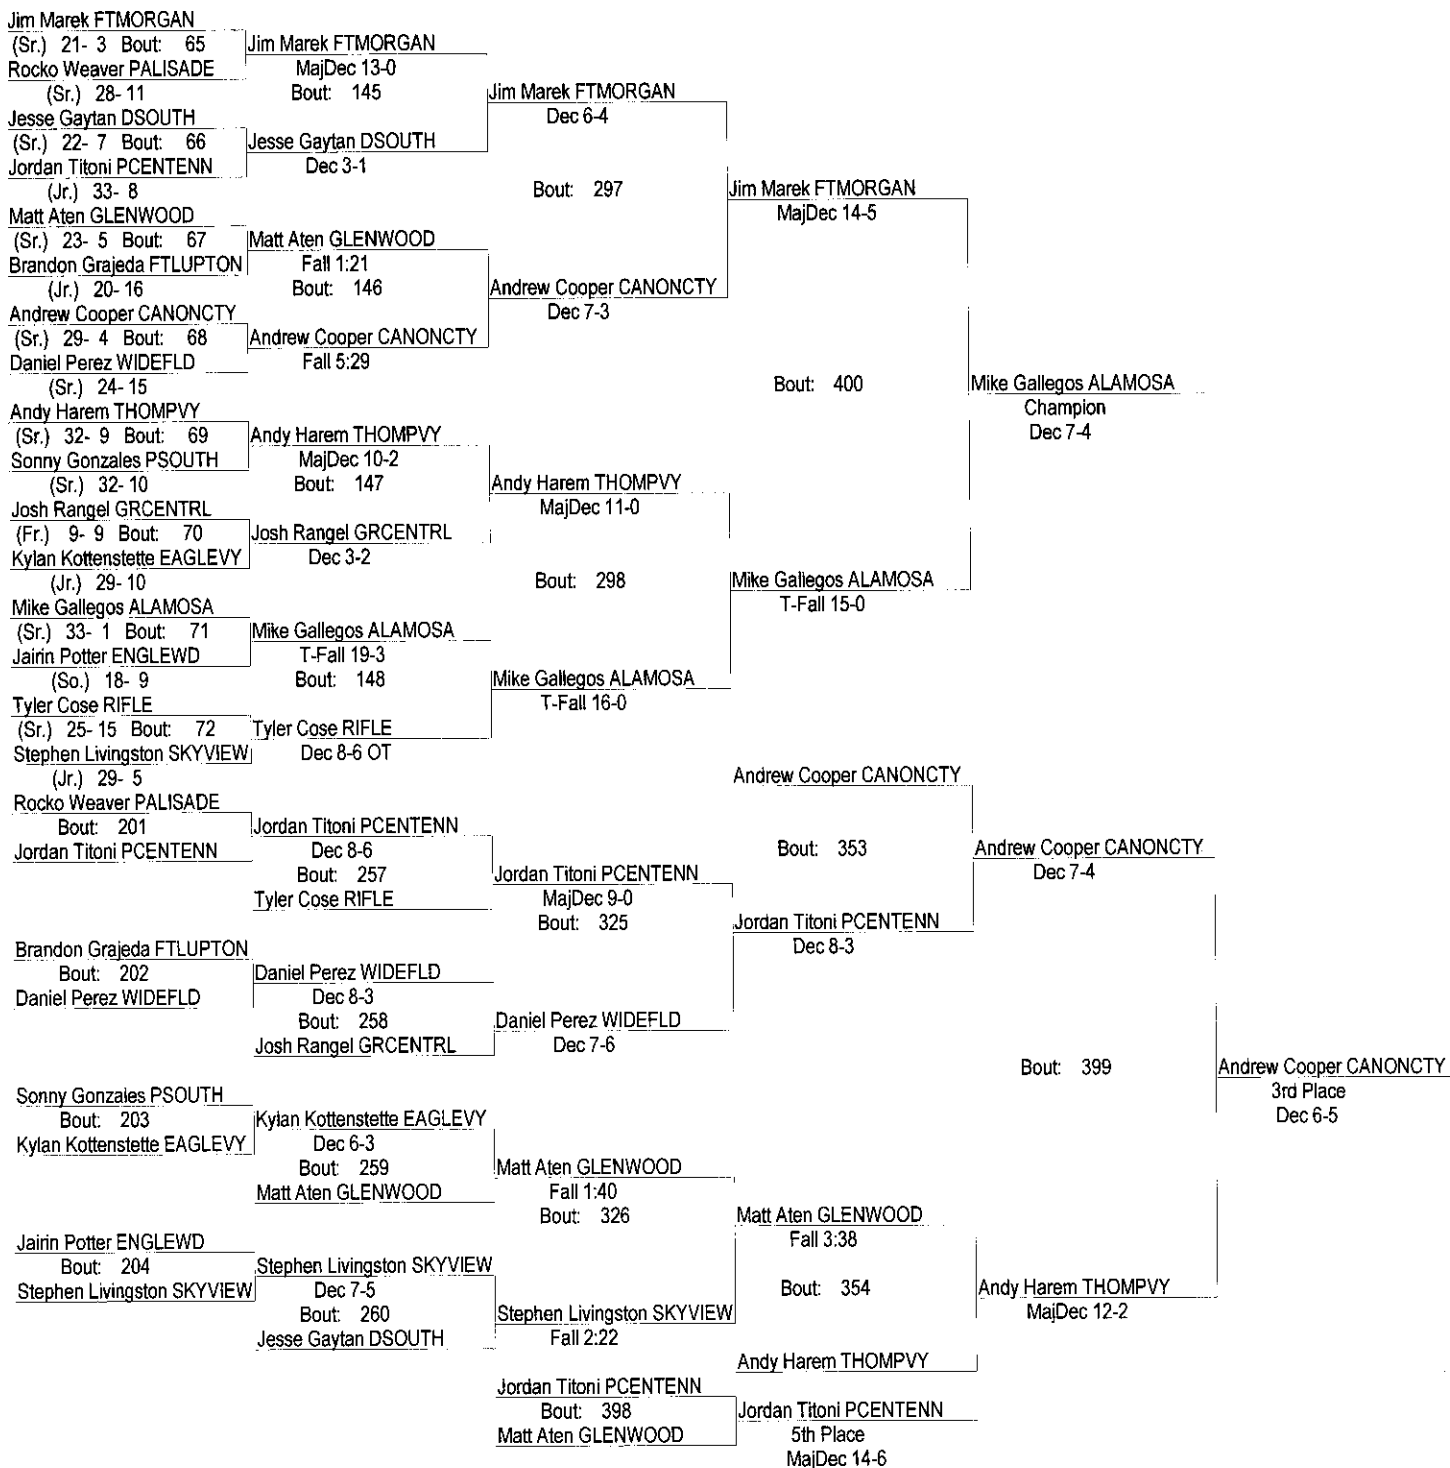 Jim Marek FTMORGAN
(Sr.) 21- 3 Bout: 65
Rocko Weaver PALISADE
(Sr.) 28- 11
Jesse Gaytan DSOUTH
(Sr.) 22- 7 Bout: 66
Jordan Titoni PCENTENN
(Jr.) 33- 8
Matt Aten GLENWOOD
(Sr.) 23- 5 Bout: 67
Brandon Grajeda FTLUPTON
(Jr.) 20- 16
Andrew Cooper CANONCTY
(Sr.) 29- 4 Bout: 68
Daniel Perez WIDEFLD
(Sr.) 24- 15
Andy Harem THOMPVY
(Sr.) 32- 9 Bout: 69
Sonny Gonzales PSOUTH
(Sr.) 32- 10
Josh Rangel GRCENTRL
(Fr.) 9- 9 Bout: 70
Kylan Kottenstette EAGLEVY
(Jr.) 29- 10
Mike Gallegos ALAMOSA
(Sr.) 33- 1 Bout: 71
Jairin Potter ENGLEWD
(So.) 18- 9
Tyler Cose RIFLE
(Sr.) 25- 15 Bout: 72
Stephen Livingston SKYVIEW
(Jr.) 29- 5
Jim Marek FTMORGAN
MajDec 13-0
Bout: 145
Jesse Gaytan DSOUTH
Dec 3-1
Matt Aten GLENWOOD
Fall 1:21
Bout: 146
Andrew Cooper CANONCTY
Fall 5:29
Andy Harem THOMPVY
MajDec 10-2
Bout: 147
Josh Rangel GRCENTRL
Dec 3-2
Mike Gallegos ALAMOSA
T-Fall 19-3
Bout: 148
Tyler Cose RIFLE
Dec 8-6 OT
Jim Marek FTMORGAN
Dec 6-4
Bout: 297
Andrew Cooper CANONCTY
Dec 7-3
Andy Harem THOMPVY
MajDec 11-0
Bout: 298
Mike Gallegos ALAMOSA
T-Fall 16-0
Jim Marek FTMORGAN
MajDec 14-5
Bout: 400
Mike Gallegos ALAMOSA
T-Fall 15-0
Mike Gallegos ALAMOSA
Champion
Dec 7-4
Rocko Weaver PALISADE
Bout: 201
Jordan Titoni PCENTENN
Brandon Grajeda FTLUPTON
Bout: 202
Daniel Perez WIDEFLD
Sonny Gonzales PSOUTH
Bout: 203
Kylan Kottenstette EAGLEVY
Jairin Potter ENGLEWD
Bout: 204
Stephen Livingston SKYVIEW
Jordan Titoni PCENTENN
Dec 8-6
Bout: 257
Tyler Cose RIFLE
Daniel Perez WIDEFLD
Dec 8-3
Bout: 258
Josh Rangel GRCENTRL
Kylan Kottenstette EAGLEVY
Dec 6-3
Bout: 259
Matt Aten GLENWOOD
Stephen Livingston SKYVIEW
Dec 7-5
Bout: 260
Jesse Gaytan DSOUTH
Jordan Titoni PCENTENN
MajDec 9-0
Bout: 325
Daniel Perez WIDEFLD
Dec 7-6
Matt Aten GLENWOOD
Fall 1:40
Bout: 326
Stephen Livingston SKYVIEW
Fall 2:22
Andrew Cooper CANONCTY
Bout: 353
Jordan Titoni PCENTENN
Dec 8-3
Matt Aten GLENWOOD
Fall 3:38
Bout: 354
Andy Harem THOMPVY
Andrew Cooper CANONCTY
Dec 7-4
Bout: 399
Andy Harem THOMPVY
MajDec 12-2
Andrew Cooper CANONCTY
3rd Place
Dec 6-5
Jordan Titoni PCENTENN
Bout: 398
Matt Aten GLENWOOD
Jordan Titoni PCENTENN
5th Place
MajDec 14-6